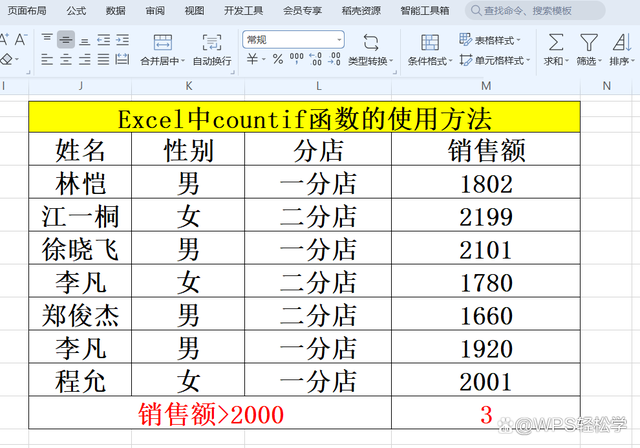 页面布局 公式 数据 审阅 视图 开发工具 会员专享 稻壳资源 智能工具箱 查找命令、搜索模板
A+ A- 合并居中 自动换行 常规 类型转换 条件格式 表格样式 单元格样式 求和 筛选 排序
¥ % 000
J K L M N
Excel中countif函数的使用方法
姓名 性别 分店 销售额
林恺 男 一分店 1802
江一桐 女 二分店 2199
徐晓飞 男 一分店 2101
李凡 女 二分店 1780
郑俊杰 男 二分店 1660
李凡 男 一分店 1920
程允 女 一分店 2001
销售额>2000 3
@WPS轻松学